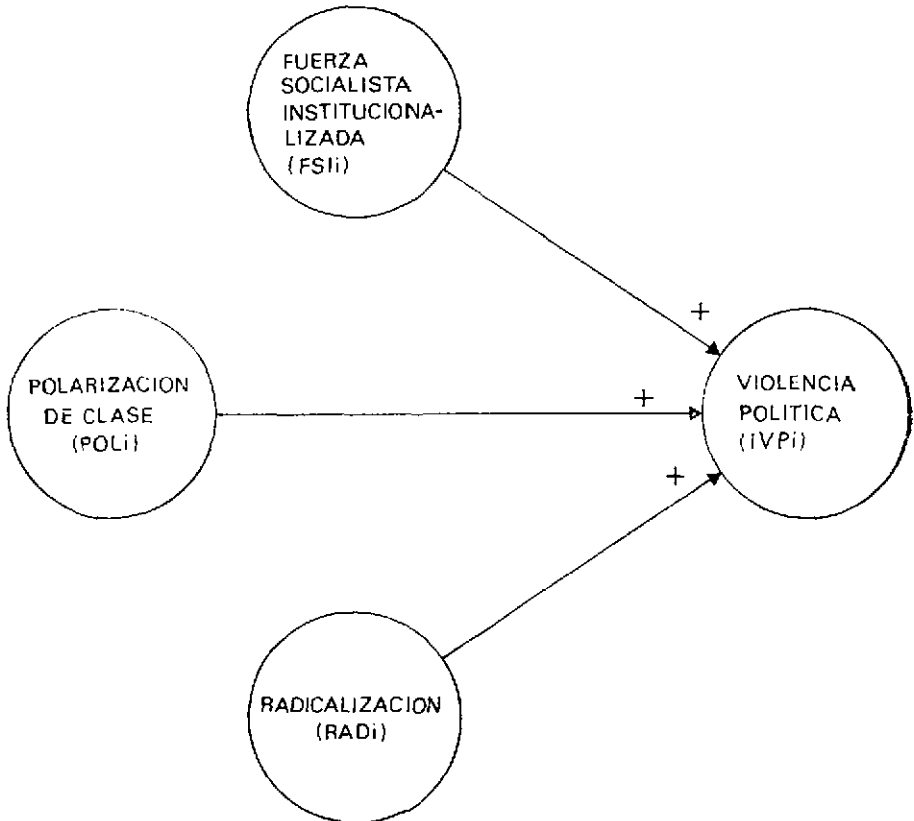 FUERZA
SOCIALISTA
INSTITUCIONA-
LIZADA
(FSIi)
+
POLARIZACION
DE CLASE
(POLi)
+
VIOLENCIA
POLITICA
(iVPi)
+
RADICALIZACION
(RADi)